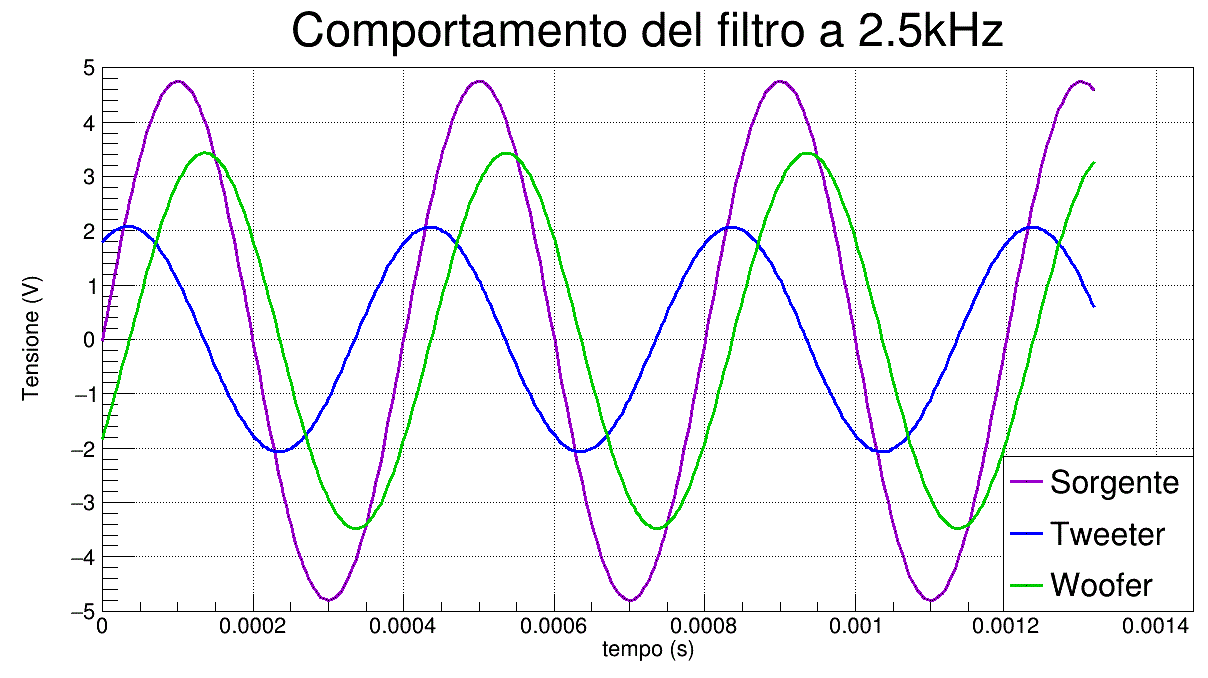 Comportamento del filtro a 2.5kHz
Tensione (V)
5
4
3
2
1
0
−1
−2
−3
−4
−5
0 0.0002 0.0004 0.0006 0.0008 0.001 0.0012 0.0014
tempo (s)
Sorgente
Tweeter
Woofer